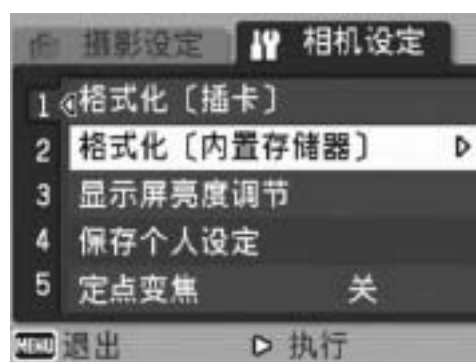 摄影设定 相机设定
1 格式化〔插卡〕
2 格式化〔内置存储器〕
3 显示屏亮度调节
4 保存个人设定
5 定点变焦 关
MENU 退出 执行